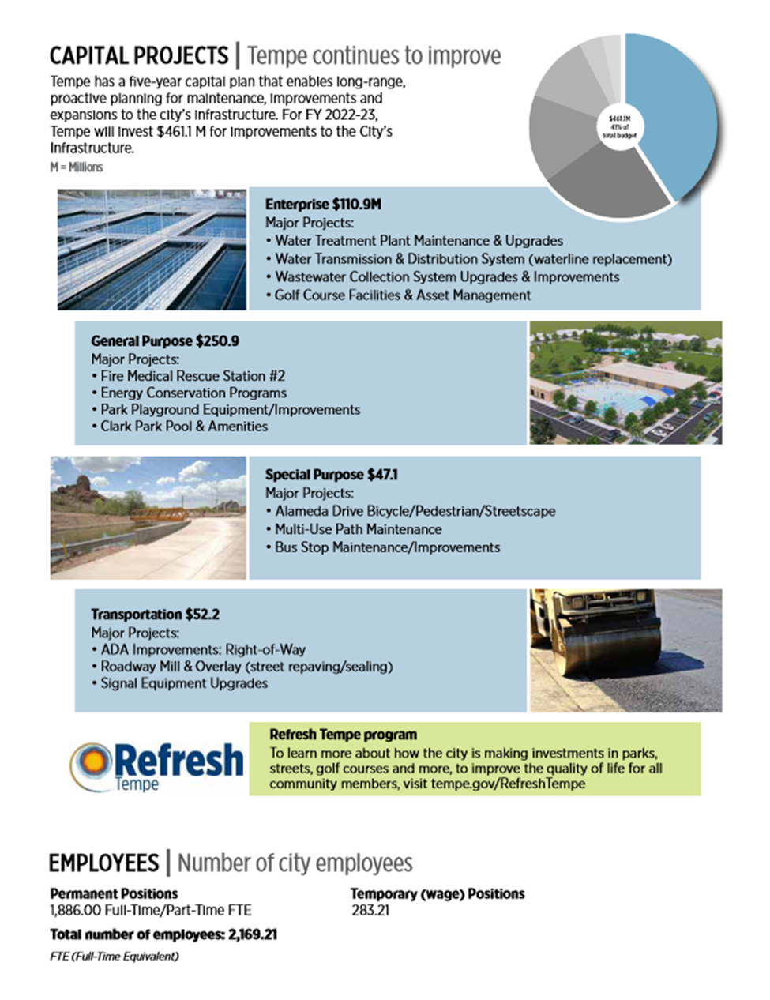 CAPITAL PROJECTS | Tempe continues to improve
Tempe has a five-year capital plan that enables long-range,
proactive planning for maintenance, improvements and
expansions to the city's infrastructure. For FY 2022-23,
Tempe will invest $461.1 M for improvements to the City's
Infrastructure.
M = Millions
$461.1M
41% of
total budget
Enterprise $110.9M
Major Projects:
• Water Treatment Plant Maintenance & Upgrades
• Water Transmission & Distribution System (waterline replacement)
• Wastewater Collection System Upgrades & Improvements
• Golf Course Facilities & Asset Management
General Purpose $250.9
Major Projects:
• Fire Medical Rescue Station #2
• Energy Conservation Programs
• Park Playground Equipment/Improvements
• Clark Park Pool & Amenities
Special Purpose $47.1
Major Projects:
• Alameda Drive Bicycle/Pedestrian/Streetscape
• Multi-Use Path Maintenance
• Bus Stop Maintenance/Improvements
Transportation $52.2
Major Projects:
• ADA Improvements: Right-of-Way
• Roadway Mill & Overlay (street repaving/sealing)
• Signal Equipment Upgrades
Refresh
Tempe
Refresh Tempe program
To learn more about how the city is making investments in parks,
streets, golf courses and more, to improve the quality of life for all
community members, visit tempe.gov/RefreshTempe
EMPLOYEES | Number of city employees
Permanent Positions
1,886.00 Full-Time/Part-Time FTE
Temporary (wage) Positions
283.21
Total number of employees: 2,169.21
FTE (Full-Time Equivalent)